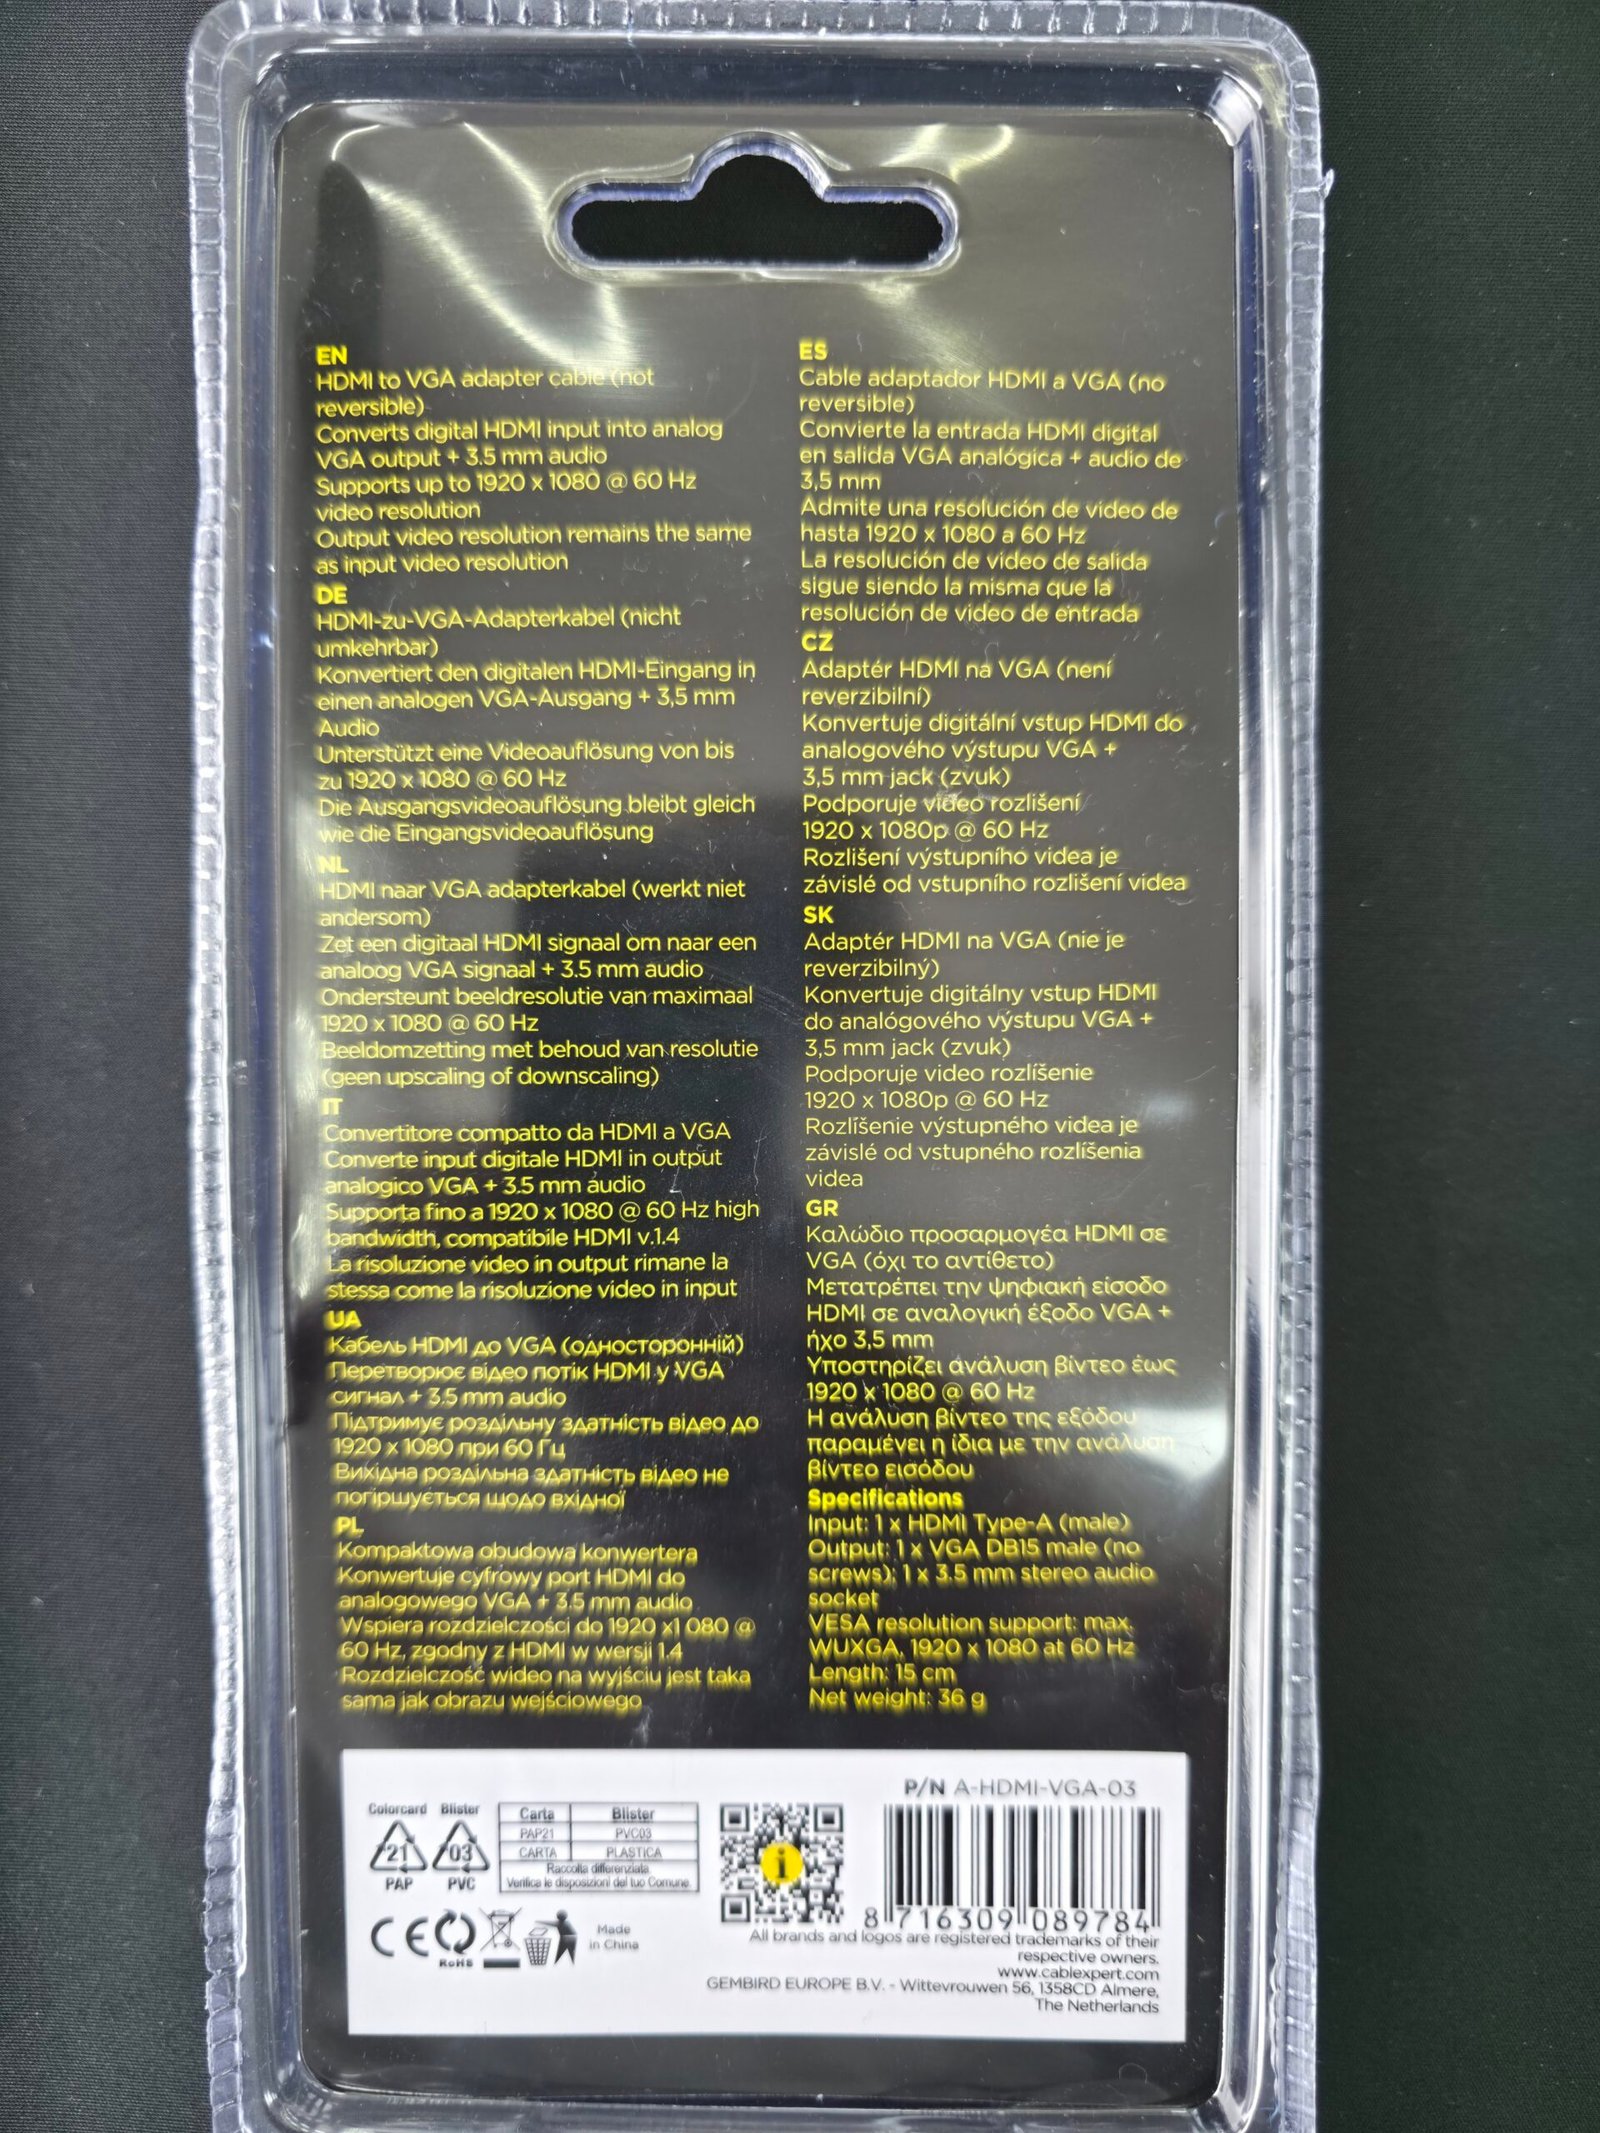 EN
HDMI to VGA adapter cable (not
reversible)
Converts digital HDMI input into analog
VGA output + 3.5 mm audio
Supports up to 1920 x 1080 @ 60 Hz
video resolution
Output video resolution remains the same
as input video resolution
DE
HDMI-zu-VGA-Adapterkabel (nicht
umkehrbar)
Konvertiert den digitalen HDMI-Eingang in
einen analogen VGA-Ausgang + 3,5 mm
Audio
Unterstützt eine Videoauflösung von bis
zu 1920 x 1080 @ 60 Hz
Die Ausgangsvideoauflösung bleibt gleich
wie die Eingangsvideoauflösung
NL
HDMI naar VGA adapterkabel (werkt niet
andersom)
Zet een digitaal HDMI signaal om naar een
analoog VGA signaal + 3.5 mm audio
Ondersteunt beeldresolutie van maximaal
1920 x 1080 @ 60 Hz
Beeldomzetting met behoud van resolutie
(geen upscaling of downscaling)
IT
Convertitore compatto da HDMI a VGA
Converte input digitale HDMI in output
analogico VGA + 3.5 mm audio
Supporta fino a 1920 x 1080 @ 60 Hz high
bandwidth, compatibile HDMI v.1.4
La risoluzione video in output rimane la
stessa come la risoluzione video in input
UA
Кабель HDMI до VGA (односторонній)
Перетворює відео потік HDMI у VGA
сигнал + 3.5 mm audio
Підтримує роздільну здатність відео до
1920 x 1080 при 60 Гц
Вихідна роздільна здатність відео не
погіршується щодо вхідної
PL
Kompaktowa obudowa konwertera
Konwertuje cyfrowy port HDMI do
analogowego VGA + 3.5 mm audio
Wspiera rozdzielczości do 1920 x1 080 @
60 Hz, zgodny z HDMI w wersji 1.4
Rozdzielczość wideo na wyjściu jest taka
sama jak obrazu wejściowego
ES
Cable adaptador HDMI a VGA (no
reversible)
Convierte la entrada HDMI digital
en salida VGA analógica + audio de
3,5 mm
Admite una resolución de video de
hasta 1920 x 1080 a 60 Hz
La resolución de video de salida
sigue siendo la misma que la
resolución de video de entrada
CZ
Adaptér HDMI na VGA (není
reverzibilní)
Konvertuje digitální vstup HDMI do
analogového výstupu VGA +
3,5 mm jack (zvuk)
Podporuje video rozlišení
1920 x 1080p @ 60 Hz
Rozlišení výstupního videa je
závislé od vstupního rozlišení videa
SK
Adaptér HDMI na VGA (nie je
reverzibilný)
Konvertuje digitálny vstup HDMI
do analógového výstupu VGA +
3,5 mm jack (zvuk)
Podporuje video rozlíšenie
1920 x 1080p @ 60 Hz
Rozlíšenie výstupného videa je
závislé od vstupného rozlíšenia
videa
GR
Καλώδιο προσαρμογέα HDMI σε
VGA (όχι το αντίθετο)
Μετατρέπει την ψηφιακή είσοδο
HDMI σε αναλογική έξοδο VGA +
ήχο 3,5 mm
Υποστηρίζει ανάλυση βίντεο έως
1920 x 1080 @ 60 Hz
Η ανάλυση βίντεο της εξόδου
παραμένει η ίδια με την ανάλυση
βίντεο εισόδου
Specifications
Input: 1 x HDMI Type-A (male)
Output: 1 x VGA DB15 male (no
screws); 1 x 3.5 mm stereo audio
socket
VESA resolution support: max.
WUXGA, 1920 x 1080 at 60 Hz
Length: 15 cm
Net weight: 36 g
Colorcard Blister
21 03
PAP PVC
Carta Blister
PAP21 PVC03
CARTA PLASTICA
Raccolta differenziata.
Verifica le disposizioni del tuo Comune.
CE RoHS
Made
in China
i
P/N A-HDMI-VGA-03
8 716309 089784
All brands and logos are registered trademarks of their
respective owners.
www.cablexpert.com
GEMBIRD EUROPE B.V. - Wittevrouwen 56, 1358CD Almere,
The Netherlands